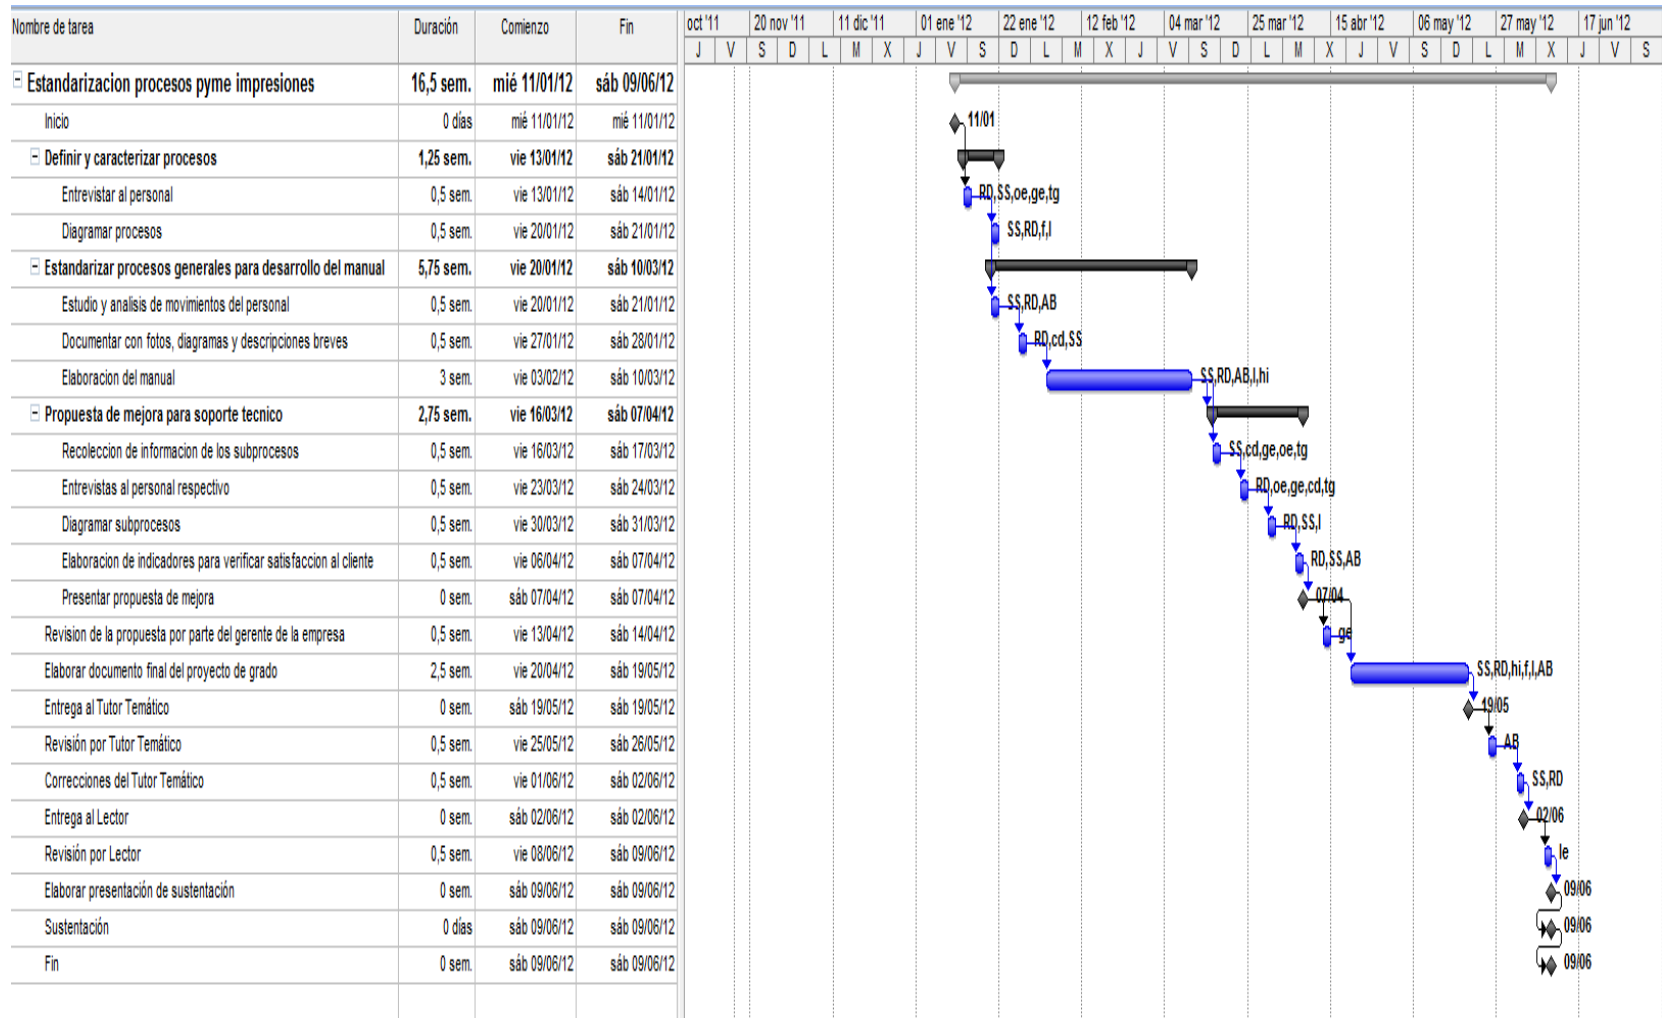 Nombre de tarea Duración Comienzo Fin oct '11 20 nov '11 11 dic '11 01 ene '12 22 ene '12 12 feb '12 04 mar '12 25 mar '12 15 abr '12 06 may '12 27 may '12 17 jun '12
J V S D L M X J V S D L M X J V S D L M X J V S D L M X J V S
Estandarizacion procesos pyme impresiones 16,5 sem. mié 11/01/12 sáb 09/06/12
Inicio 0 días mié 11/01/12 mié 11/01/12 11/01
Definir y caracterizar procesos 1,25 sem. vie 13/01/12 sáb 21/01/12
Entrevistar al personal 0,5 sem. vie 13/01/12 sáb 14/01/12 RD,SS,oe,ge,tg
Diagramar procesos 0,5 sem. vie 20/01/12 sáb 21/01/12 SS,RD,f,l
Estandarizar procesos generales para desarrollo del manual 5,75 sem. vie 20/01/12 sáb 10/03/12
Estudio y analisis de movimientos del personal 0,5 sem. vie 20/01/12 sáb 21/01/12 SS,RD,AB
Documentar con fotos, diagramas y descripciones breves 0,5 sem. vie 27/01/12 sáb 28/01/12 RD,cd,SS
Elaboracion del manual 3 sem. vie 03/02/12 sáb 10/03/12 SS,RD,AB,l,hi
Propuesta de mejora para soporte tecnico 2,75 sem. vie 16/03/12 sáb 07/04/12
Recoleccion de informacion de los subprocesos 0,5 sem. vie 16/03/12 sáb 17/03/12 SS,cd,ge,oe,tg
Entrevistas al personal respectivo 0,5 sem. vie 23/03/12 sáb 24/03/12 RD,oe,ge,cd,tg
Diagramar subprocesos 0,5 sem. vie 30/03/12 sáb 31/03/12 RD,SS,l
Elaboracion de indicadores para verificar satisfaccion al cliente 0,5 sem. vie 06/04/12 sáb 07/04/12 RD,SS,AB
Presentar propuesta de mejora 0 sem. sáb 07/04/12 sáb 07/04/12 07/04
Revision de la propuesta por parte del gerente de la empresa 0,5 sem. vie 13/04/12 sáb 14/04/12 ge
Elaborar documento final del proyecto de grado 2,5 sem. vie 20/04/12 sáb 19/05/12 SS,RD,hi,f,l,AB
Entrega al Tutor Temático 0 sem. sáb 19/05/12 sáb 19/05/12 19/05
Revisión por Tutor Temático 0,5 sem. vie 25/05/12 sáb 26/05/12 AB
Correcciones del Tutor Temático 0,5 sem. vie 01/06/12 sáb 02/06/12 SS,RD
Entrega al Lector 0 sem. sáb 02/06/12 sáb 02/06/12 02/06
Revisión por Lector 0,5 sem. vie 08/06/12 sáb 09/06/12 le
Elaborar presentación de sustentación 0 sem. sáb 09/06/12 sáb 09/06/12 09/06
Sustentación 0 días sáb 09/06/12 sáb 09/06/12 09/06
Fin 0 sem. sáb 09/06/12 sáb 09/06/12 09/06